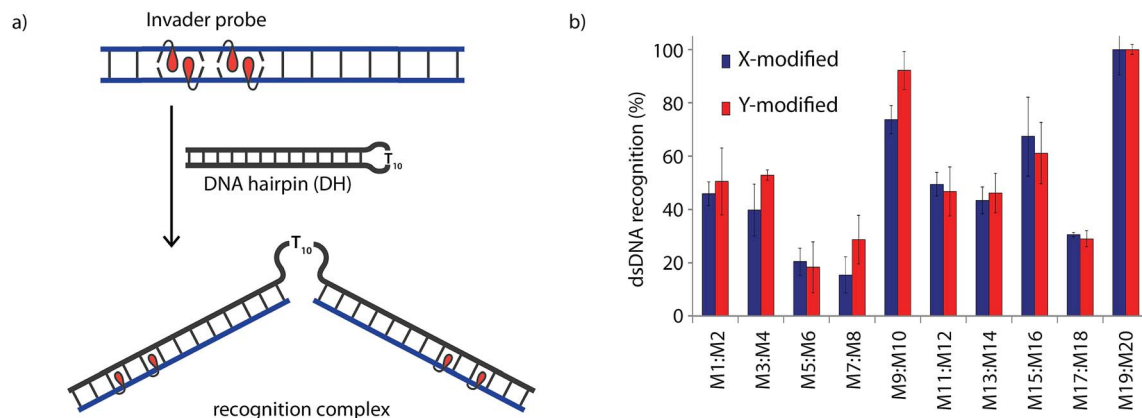 a)
Invader probe
T10
DNA hairpin (DH)
T10
recognition complex
b)
X-modified
Y-modified
dsDNA recognition (%)
100
80
60
40
20
0
M1:M2
M3:M4
M5:M6
M7:M8
M9:M10
M11:M12
M13:M14
M15:M16
M17:M18
M19:M20